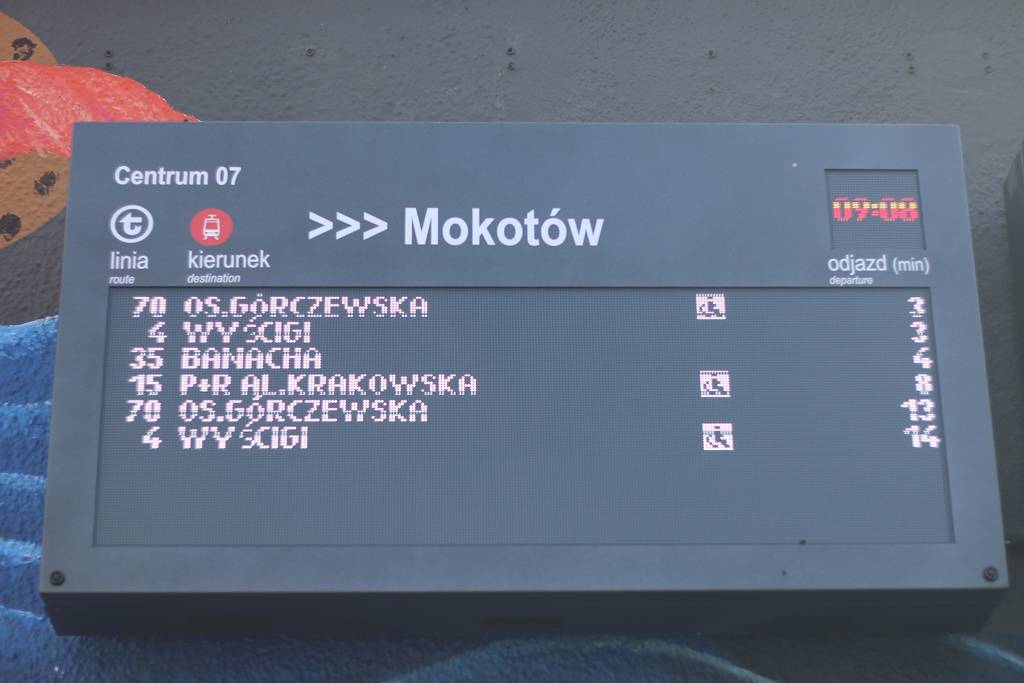 Centrum 07
>>> Mokotów
09:08
linia kierunek odjazd (min)
route destination departure
70 OS.GÓRCZEWSKA 3
4 WYŚCIGI 3
35 BANACHA 4
15 P+R AL.KRAKOWSKA 8
70 OS.GÓRCZEWSKA 13
4 WYŚCIGI 14